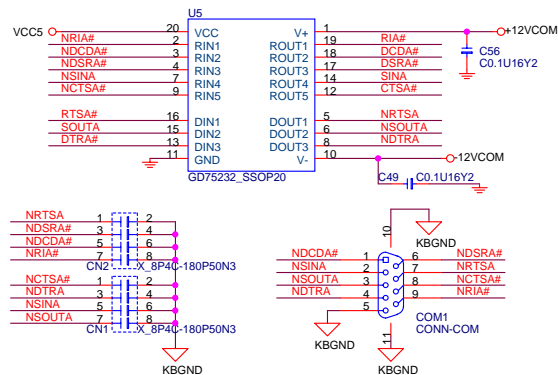 U5
VCC5 20 VCC V+ 1 +12VCOM
NRIA# 2 RIN1 ROUT1 19 RIA#
NDCDA# 3 RIN2 ROUT2 18 DCDA#
NDSRA# 4 RIN3 ROUT3 17 DSRA#
NSINA 7 RIN4 ROUT4 14 SINA
NCTSA# 9 RIN5 ROUT5 12 CTSA#
C56
C0.1U16Y2
RTSA# 16 DIN1 DOUT1 5 NRTSA
SOUTA 15 DIN2 DOUT2 6 NSOUTA
DTRA# 13 DIN3 DOUT3 8 NDTRA
11 GND V- 10 -12VCOM
GD75232_SSOP20
C49 C0.1U16Y2
NRTSA 1 2
NDSRA# 3 4
NDCDA# 5 6
NRIA# 7 8
CN2 X_8P4C-180P50N3
NCTSA# 1 2
NDTRA 3 4
NSINA 5 6
NSOUTA 7 8
CN1 X_8P4C-180P50N3
KBGND
10
KBGND
NDCDA# 1 6 NDSRA#
NSINA 2 7 NRTSA
NSOUTA 3 8 NCTSA#
NDTRA 4 9 NRIA#
5
COM1
CONN-COM
KBGND
11
KBGND